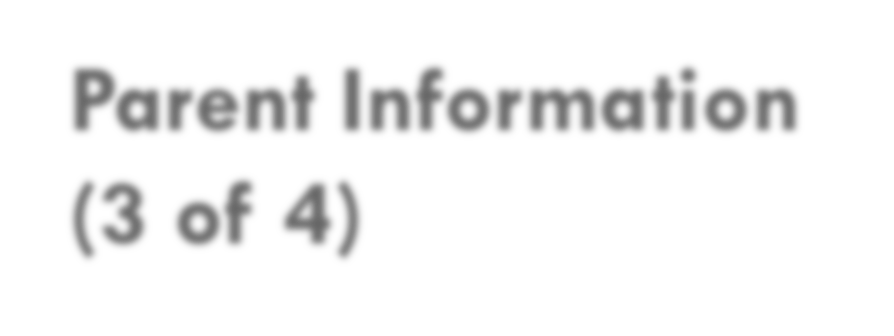 Parent Information
(3 of 4)